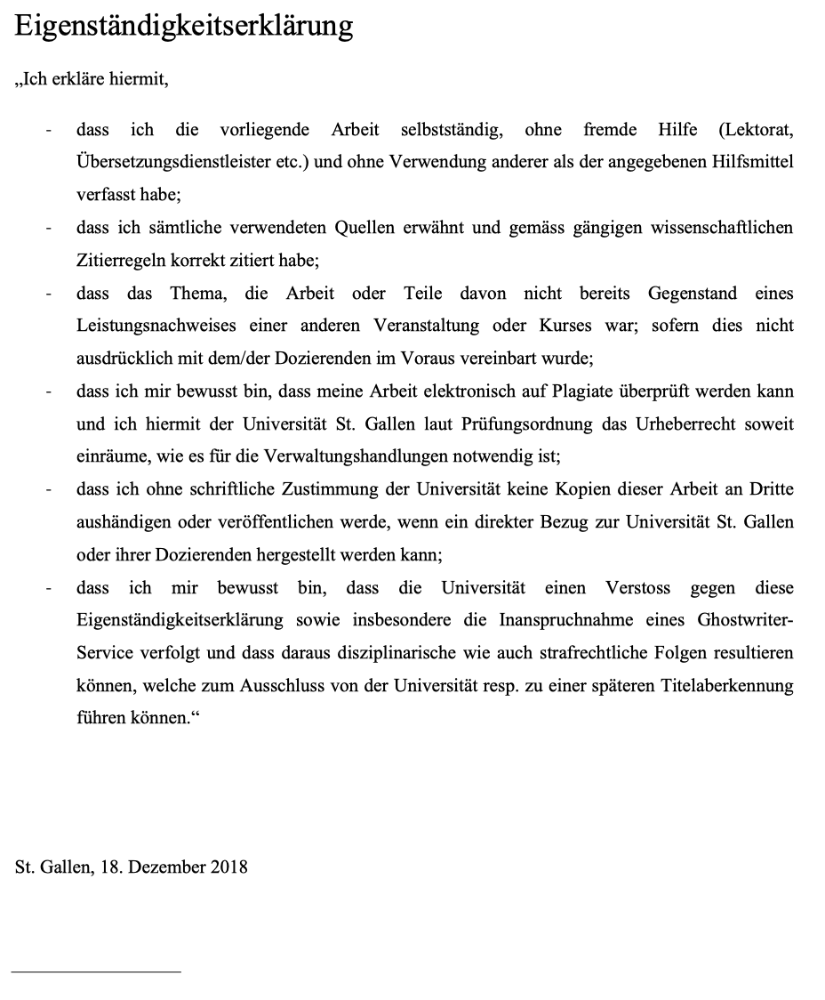 Eigenständigkeitserklärung
„Ich erkläre hiermit,
- dass ich die vorliegende Arbeit selbstständig, ohne fremde Hilfe (Lektorat,
Übersetzungsdienstleister etc.) und ohne Verwendung anderer als der angegebenen Hilfsmittel
verfasst habe;
- dass ich sämtliche verwendeten Quellen erwähnt und gemäss gängigen wissenschaftlichen
Zitierregeln korrekt zitiert habe;
- dass das Thema, die Arbeit oder Teile davon nicht bereits Gegenstand eines
Leistungsnachweises einer anderen Veranstaltung oder Kurses war; sofern dies nicht
ausdrücklich mit dem/der Dozierenden im Voraus vereinbart wurde;
- dass ich mir bewusst bin, dass meine Arbeit elektronisch auf Plagiate überprüft werden kann
und ich hiermit der Universität St. Gallen laut Prüfungsordnung das Urheberrecht soweit
einräume, wie es für die Verwaltungshandlungen notwendig ist;
- dass ich ohne schriftliche Zustimmung der Universität keine Kopien dieser Arbeit an Dritte
aushändigen oder veröffentlichen werde, wenn ein direkter Bezug zur Universität St. Gallen
oder ihrer Dozierenden hergestellt werden kann;
- dass ich mir bewusst bin, dass die Universität einen Verstoss gegen diese
Eigenständigkeitserklärung sowie insbesondere die Inanspruchnahme eines Ghostwriter-
Service verfolgt und dass daraus disziplinarische wie auch strafrechtliche Folgen resultieren
können, welche zum Ausschluss von der Universität resp. zu einer späteren Titelaberkennung
führen können.“
St. Gallen, 18. Dezember 2018